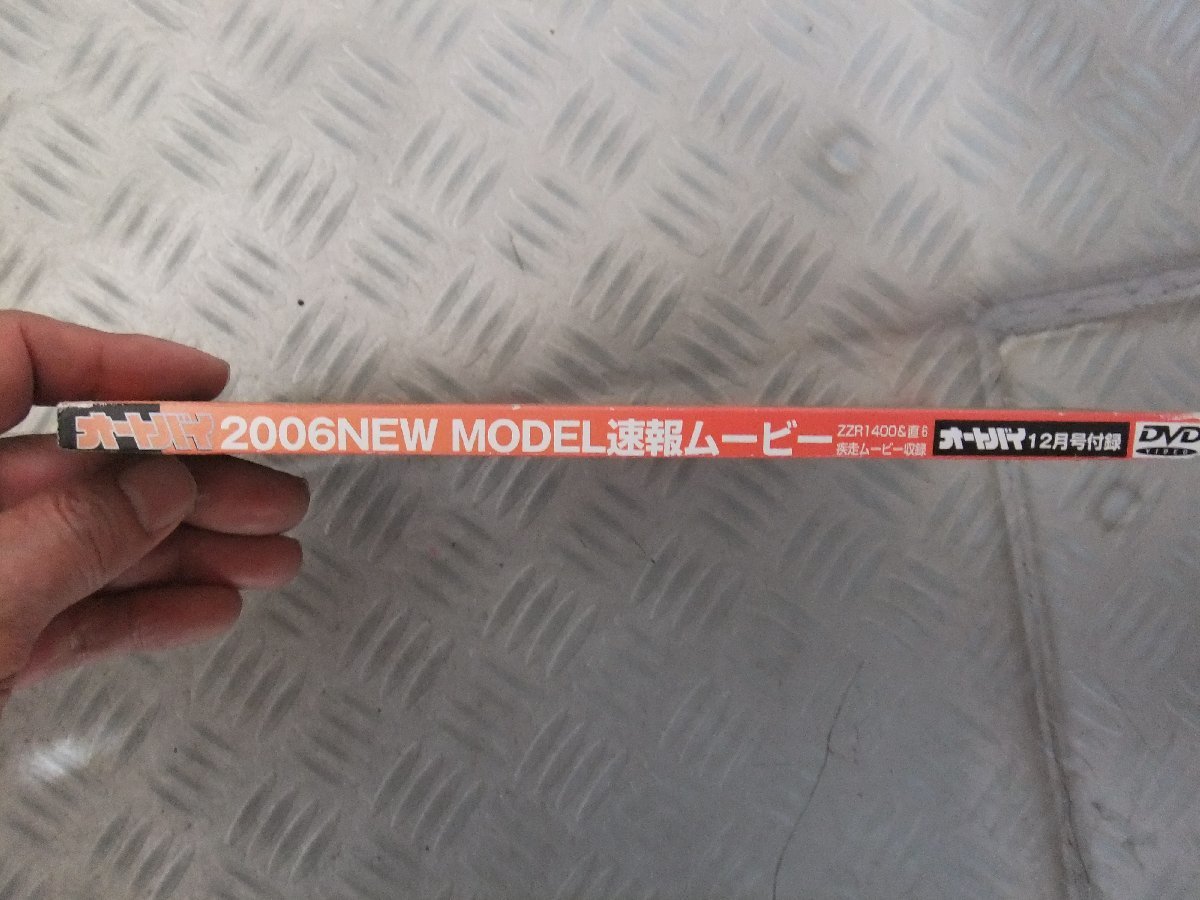 オートバイ 2006NEW MODEL速報ムービー
ZZR1400&直6
疾走ムービー収録
オートバイ 12月号付録
DVD
VIDEO